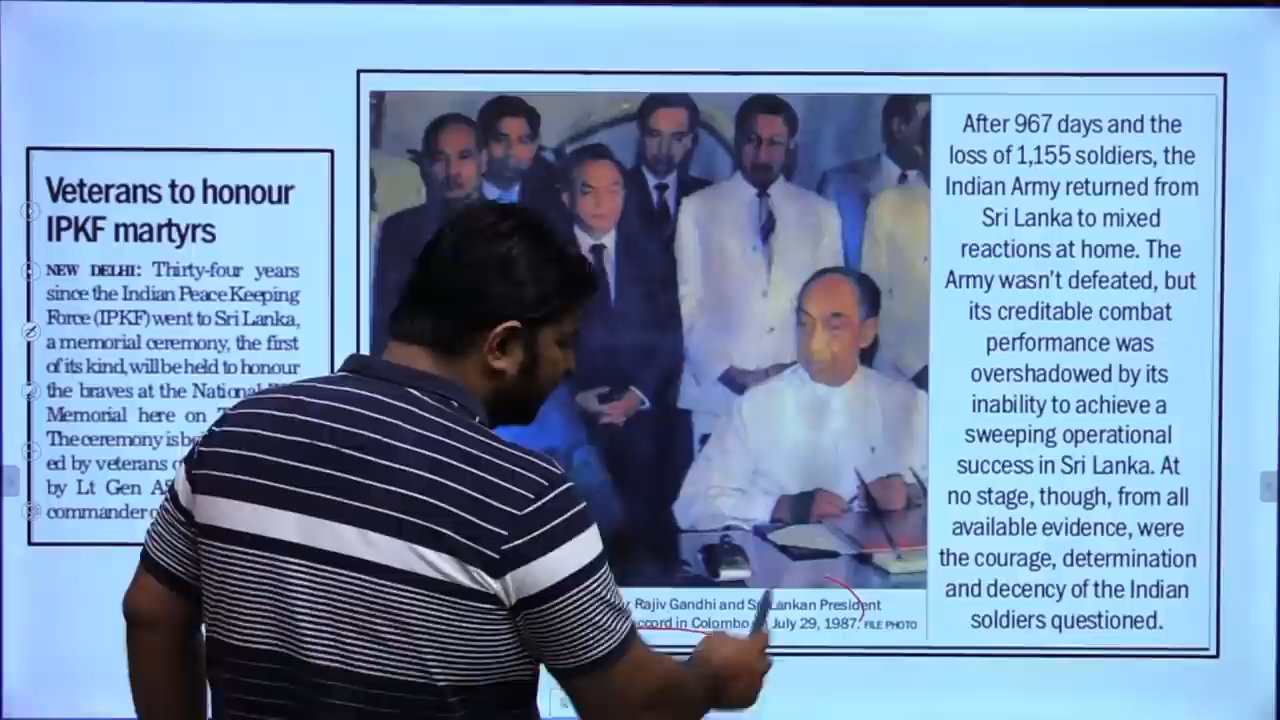 Veterans to honour
IPKF martyrs
NEW DELHI: Thirty-four years
since the Indian Peace Keeping
Force (IPKF) went to Sri Lanka,
a memorial ceremony, the first
of its kind, will be held to honour
the braves at the National
Memorial here on
The ceremony is
ed by veterans
by Lt Gen
commander
Rajiv Gandhi and Sri Lankan President
in Colombo July 29, 1987. FILE PHOTO
After 967 days and the
loss of 1,155 soldiers, the
Indian Army returned from
Sri Lanka to mixed
reactions at home. The
Army wasn't defeated, but
its creditable combat
performance was
overshadowed by its
inability to achieve a
sweeping operational
success in Sri Lanka. At
no stage, though, from all
available evidence, were
the courage, determination
and decency of the Indian
soldiers questioned.